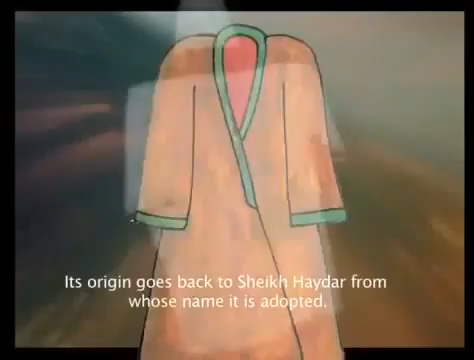 Its origin goes back to Sheikh Haydar from
whose name it is adopted.